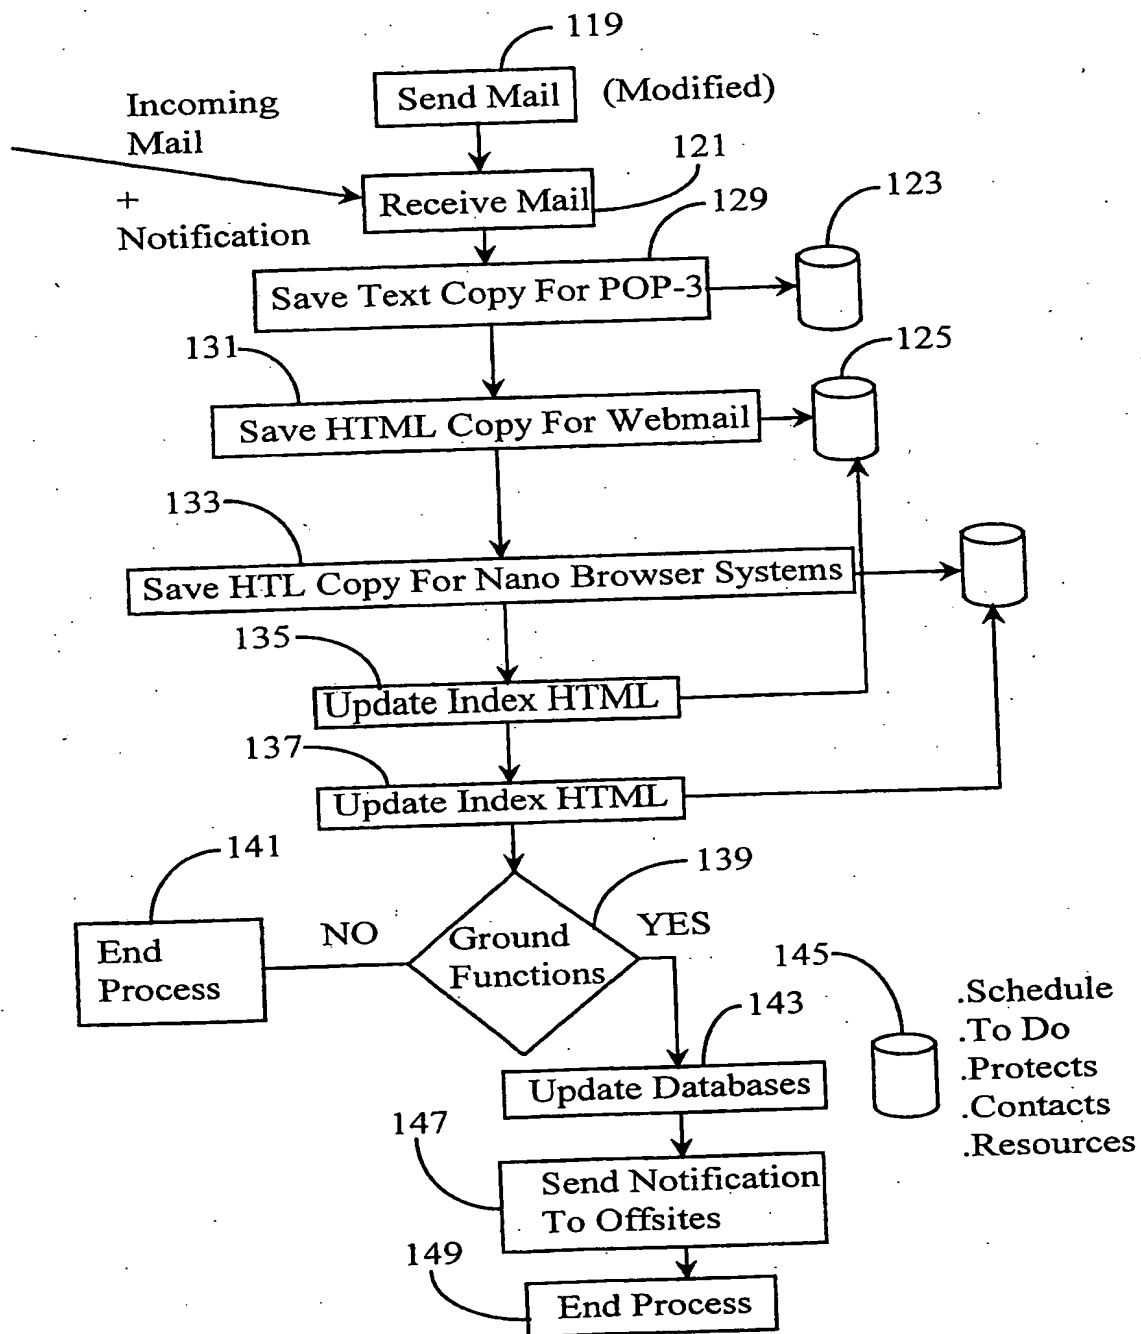 119
Send Mail (Modified)
Incoming
Mail
121
Receive Mail
+
Notification
129
123
Save Text Copy For POP-3
131
125
Save HTML Copy For Webmail
133
Save HTL Copy For Nano Browser Systems
135
Update Index HTML
137
Update Index HTML
141
139
End
Process
NO
Ground
Functions
YES
145
.Schedule
.To Do
.Protects
.Contacts
.Resources
143
Update Databases
147
Send Notification
To Offsites
149
End Process